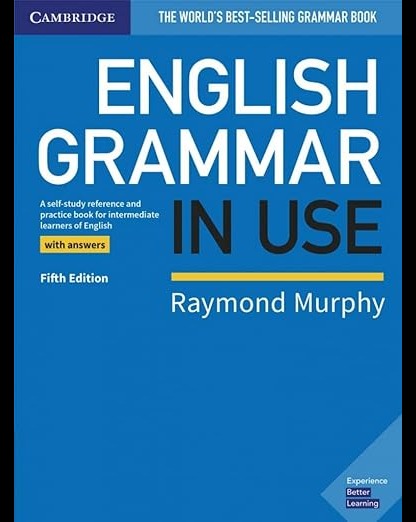 CAMBRIDGE
THE WORLD'S BEST-SELLING GRAMMAR BOOK
ENGLISH
GRAMMAR
IN USE
A self-study reference and
practice book for intermediate
learners of English
with answers
Fifth Edition
Raymond Murphy
Experience
Better
Learning